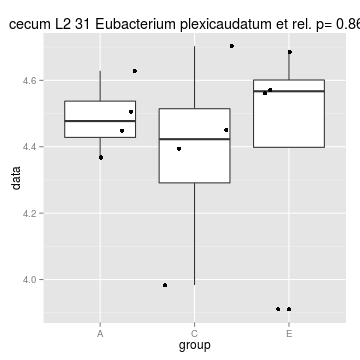 cecum L2 31 Eubacterium plexicaudatum et rel. p= 0.86
data
4.6
4.4
4.2
4.0
A C E
group